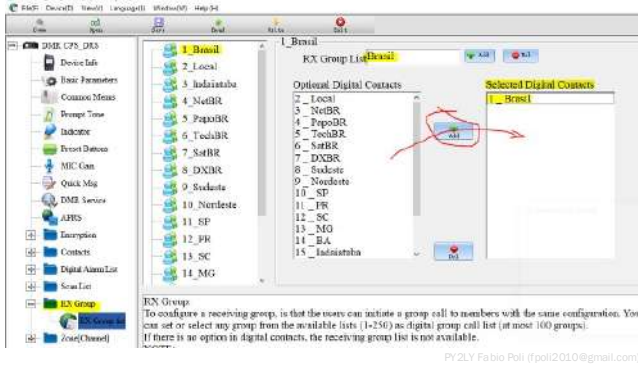 File(F) Device(D) View(V) Language(L) Window(W) Help(H)
Open
Save
Read
Write
Exit
DMR CPS_DRS
Device Info
Basic Parameters
Common Menus
Prompt Tone
Indicator
Preset Buttons
MIC Gain
Quick Msg
DMR Service
APRS
Encryption
Contacts
Digital Alarm List
Scan List
RX Group
RX Group list
Zone(Channel)
1_Brasil
2_Local
3_Indaiatuba
4_NetBR
5_PapoBR
6_TechBR
7_SatBR
8_DXBR
9_Sudeste
10_Nordeste
11_SP
12_PR
13_SC
14_MG
1_Brasil
RX Group List Brasil Add Del
Optional Digital Contacts
2_Local
3_NetBR
4_PapoBR
5_TechBR
6_SatBR
7_DXBR
8_Sudeste
9_Nordeste
10_SP
11_PR
12_SC
13_MG
14_BA
15_Indaiatuba
Add
Del
Selected Digital Contacts
1_Brasil
RX Group:
To configure a receiving group, is that the users can initiate a group call to members with the same configuration. You
can set or select any group from the available lists (1-250) as digital group call list (at most 100 groups).
If there is no option in digital contacts, the receiving group list is not available.
PY2LY Fabio Poli (fpoli2010@gmail.com)